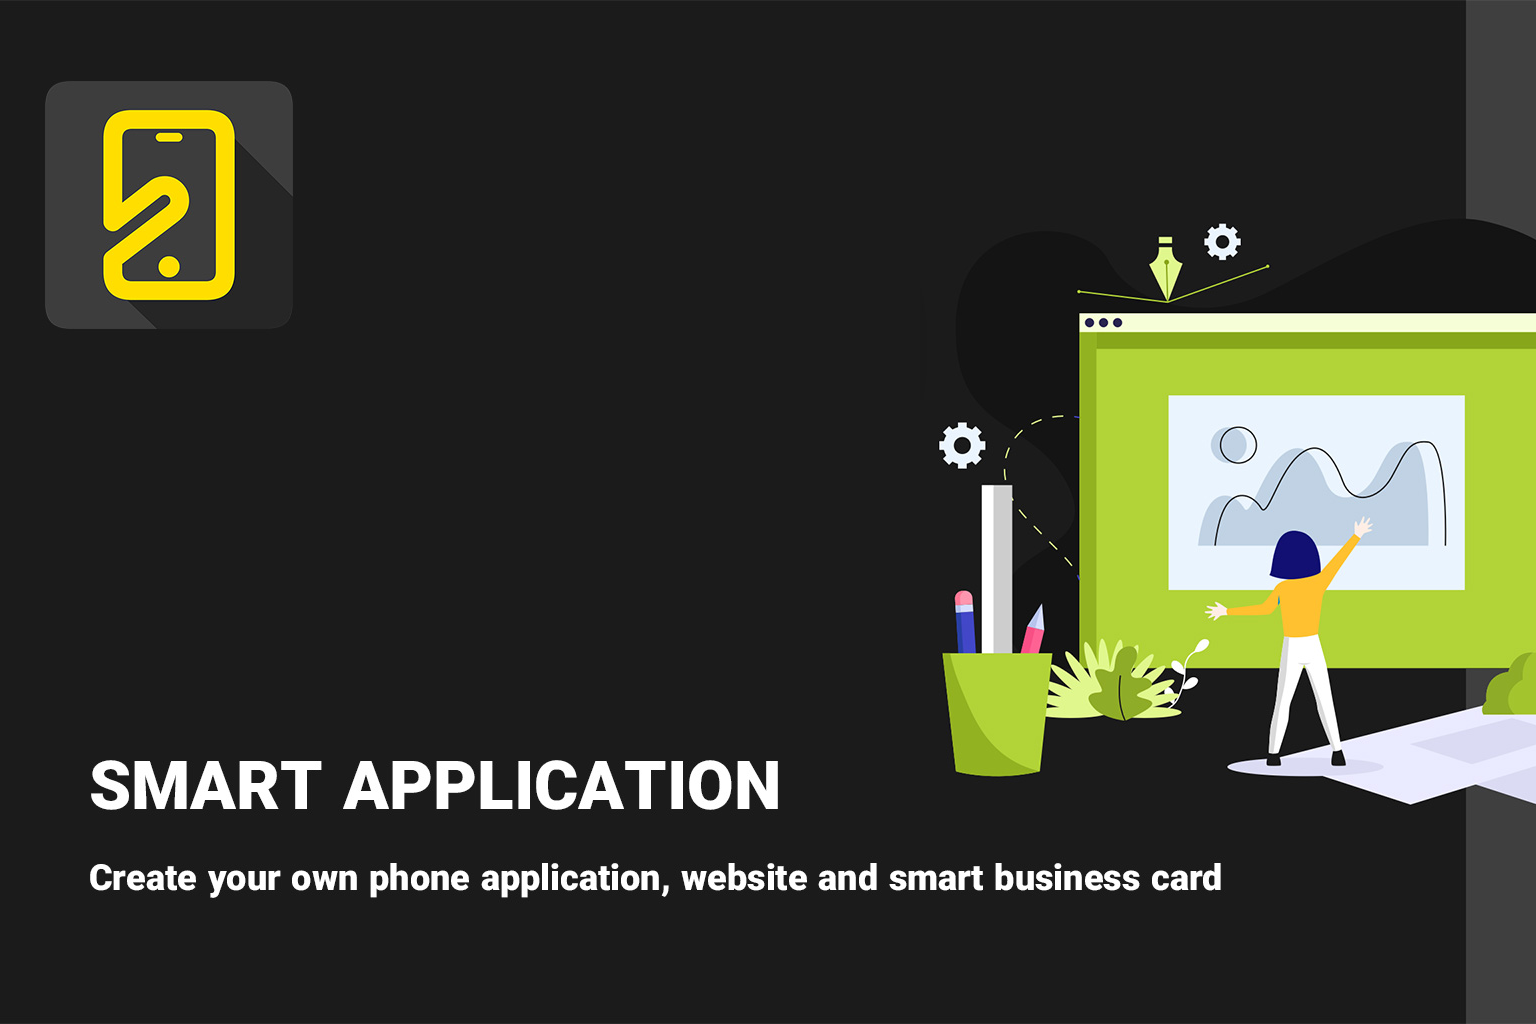 SMART APPLICATION
Create your own phone application, website and smart business card